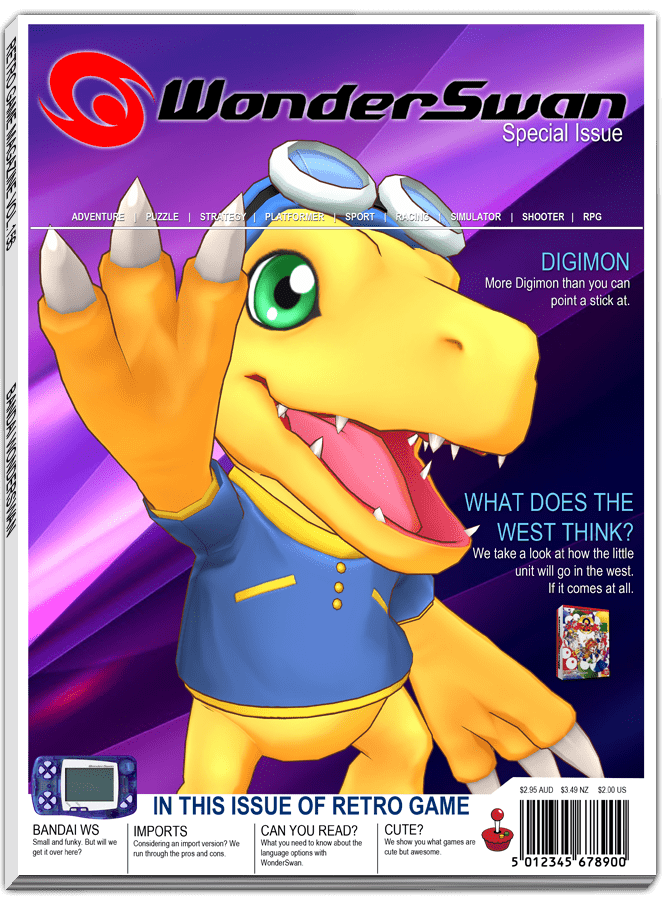 WonderSwan
Special Issue
ADVENTURE | PUZZLE | STRATEGY | PLATFORMER | SPORT | RACING | SIMULATOR | SHOOTER | RPG
DIGIMON
More Digimon than you can
point a stick at.
WHAT DOES THE
WEST THINK?
We take a look at how the little
unit will go in the west.
If it comes at all.
IN THIS ISSUE OF RETRO GAME
BANDAI WS
Small and funky. But will we
get it over here?
IMPORTS
Considering an import version? We
run through the pros and cons.
CAN YOU READ?
What you need to know about the
language options with
WonderSwan.
CUTE?
We show you what games are
cute but awesome.
$2.95 AUD $3.49 NZ $2.00 US
5 012345 678900
BANDAI WONDERSWAN